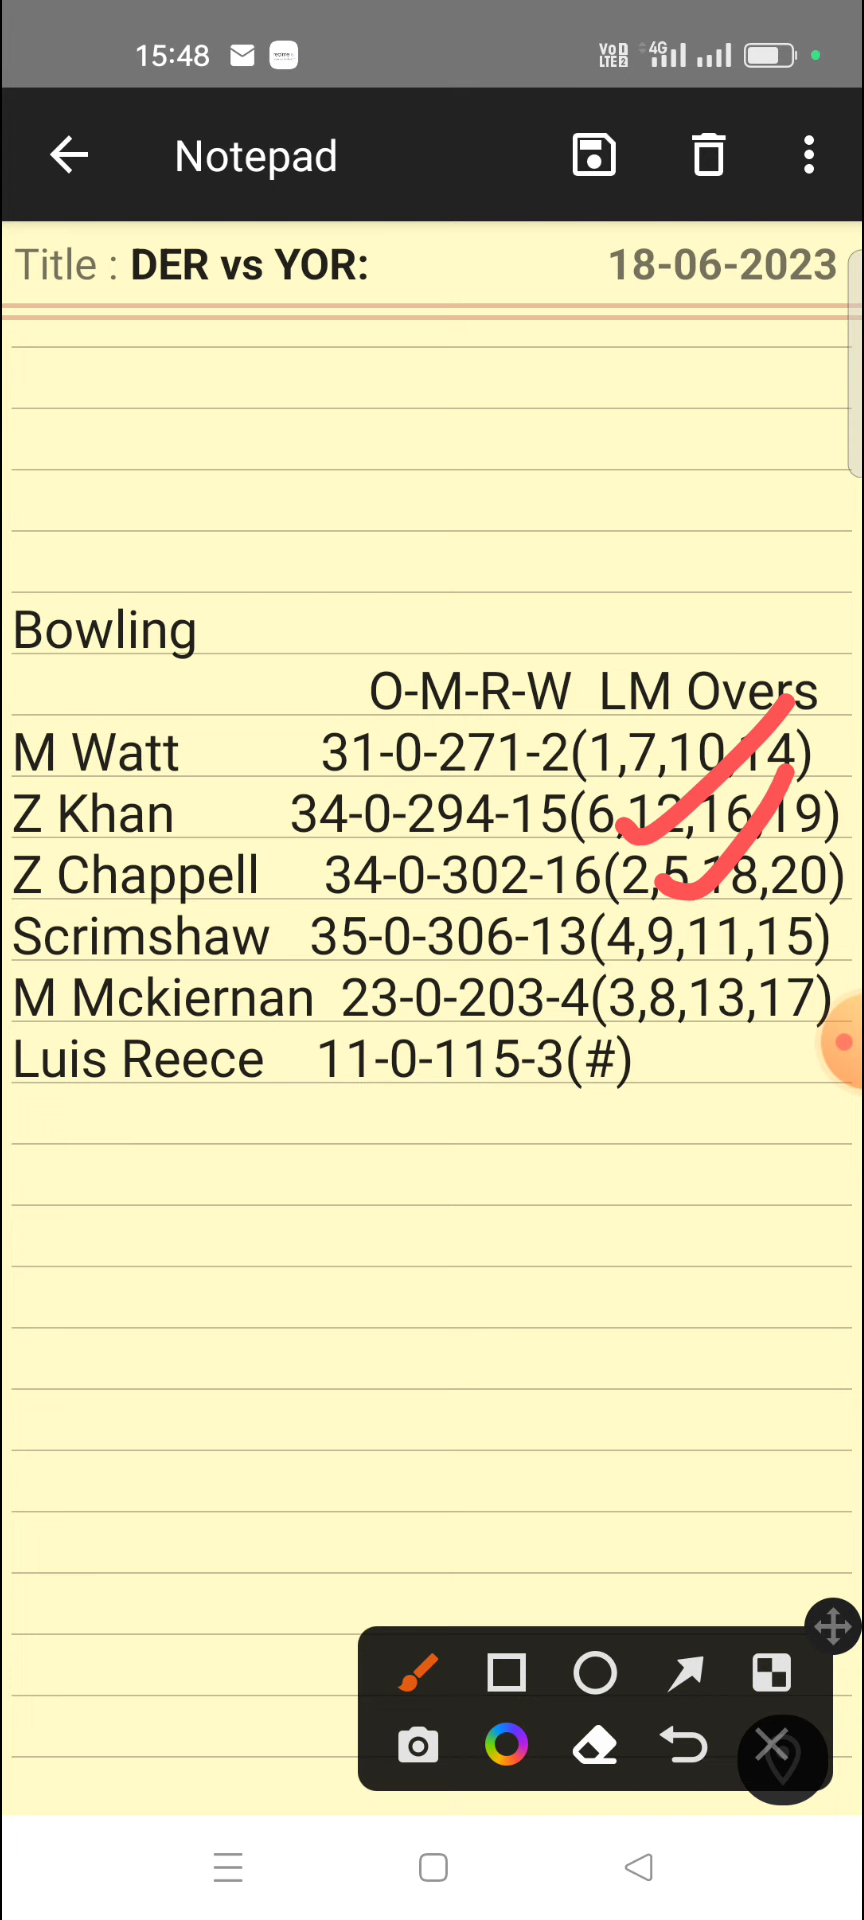 15:48 VoD LTE2 4G
Notepad
Title : DER vs YOR: 18-06-2023
Bowling
O-M-R-W LM Overs
M Watt 31-0-271-2(1,7,10,14)
Z Khan 34-0-294-15(6,12,16,19)
Z Chappell 34-0-302-16(2,5,18,20)
Scrimshaw 35-0-306-13(4,9,11,15)
M Mckiernan 23-0-203-4(3,8,13,17)
Luis Reece 11-0-115-3(#)